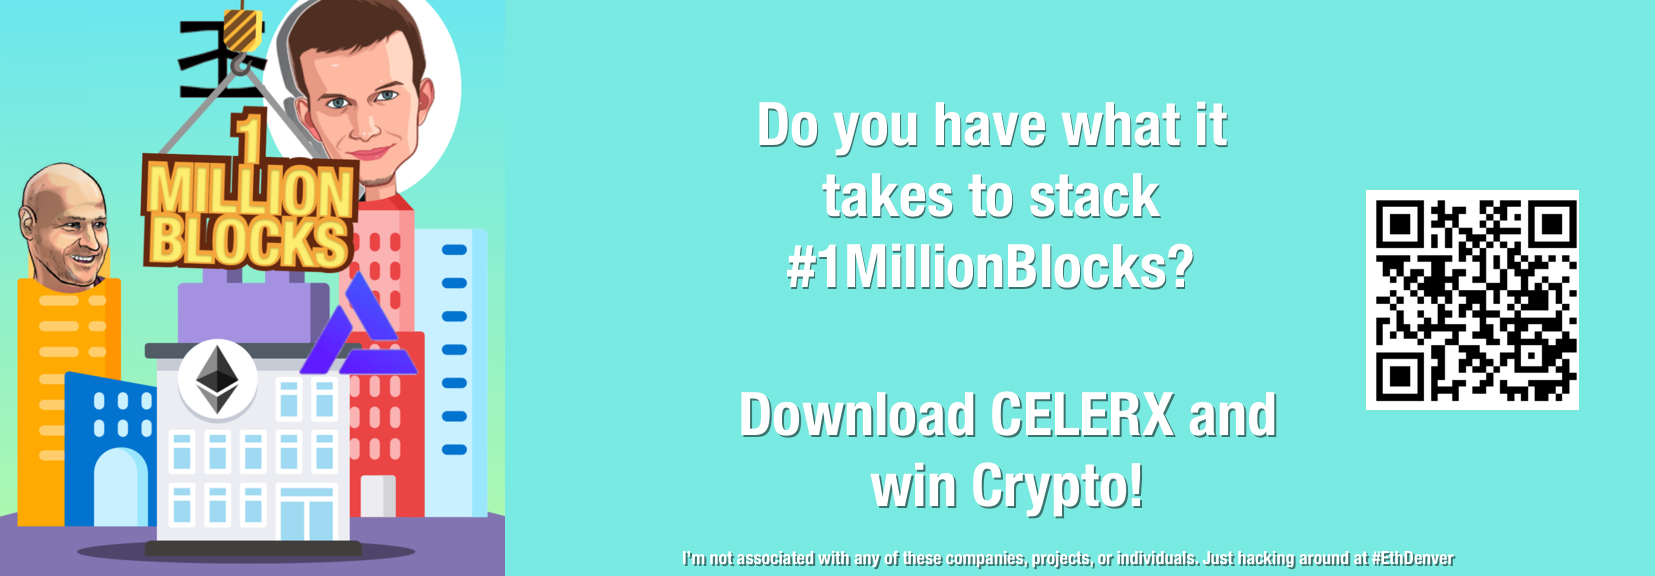 1
MILLION
BLOCKS
Do you have what it
takes to stack
#1MillionBlocks?
Download CELERX and
win Crypto!
I'm not associated with any of these companies, projects, or individuals. Just hacking around at #EthDenver